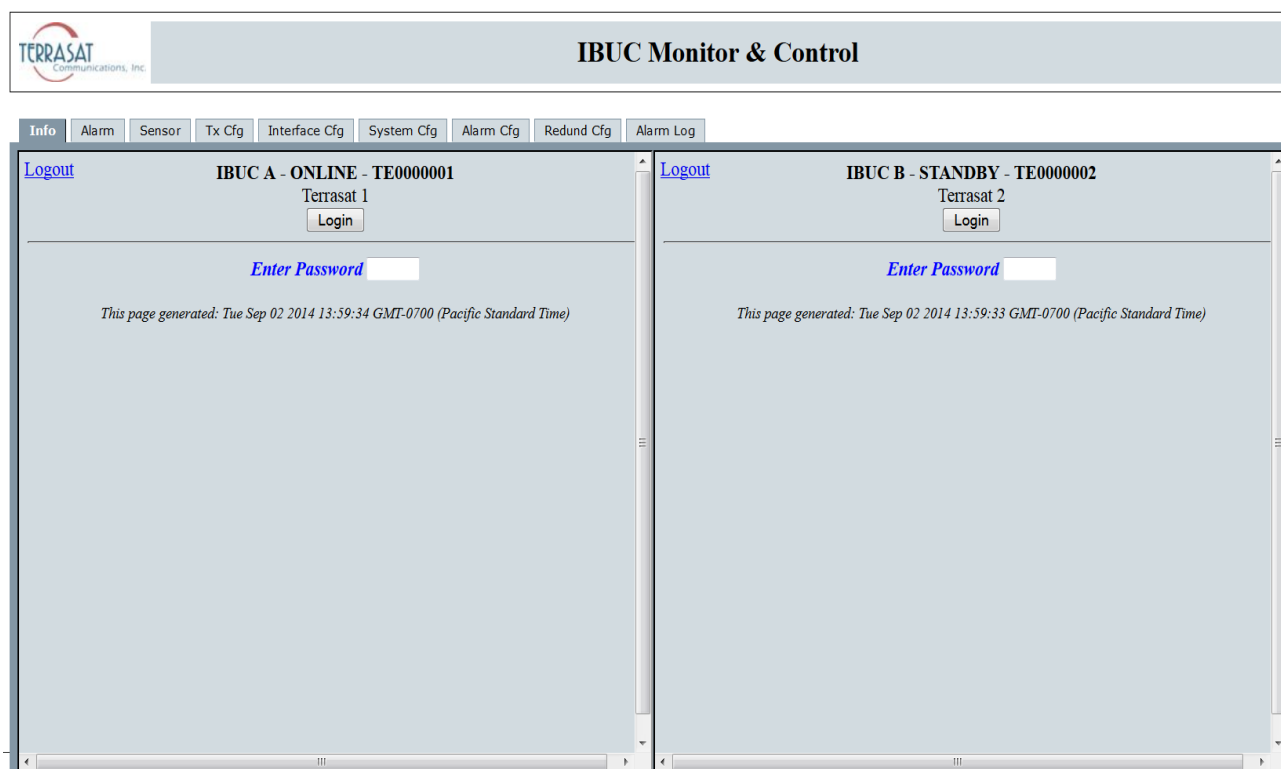 TERRASAT
Communications, Inc.
IBUC Monitor & Control
Info Alarm Sensor Tx Cfg Interface Cfg System Cfg Alarm Cfg Redund Cfg Alarm Log
Logout
IBUC A - ONLINE - TE0000001
Terrasat 1
Login
Enter Password
This page generated: Tue Sep 02 2014 13:59:34 GMT-0700 (Pacific Standard Time)
Logout
IBUC B - STANDBY - TE0000002
Terrasat 2
Login
Enter Password
This page generated: Tue Sep 02 2014 13:59:33 GMT-0700 (Pacific Standard Time)